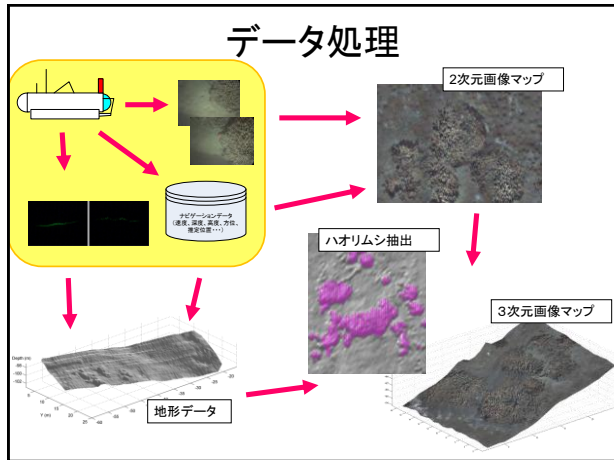 データ処理
2次元画像マップ
ナビゲーションデータ
(速度、深度、高度、方位、
推定位置・・・)
ハオリムシ抽出
3次元画像マップ
Depth (m)
Y (m)
地形データ